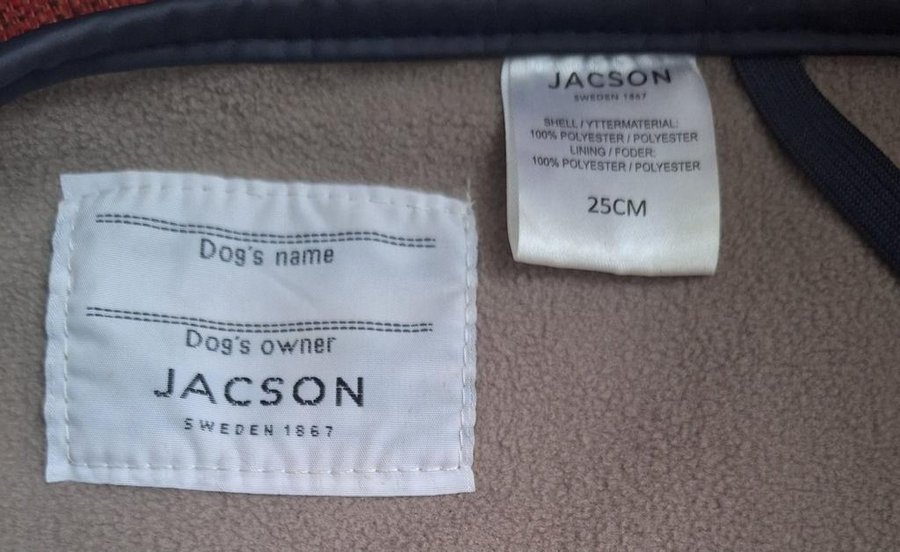 Dog's name
Dog's owner
JACSON
SWEDEN 1867
JACSON
SWEDEN 1867
SHELL / YTTERMATERIAL:
100% POLYESTER / POLYESTER
LINING / FODER:
100% POLYESTER / POLYESTER
25CM